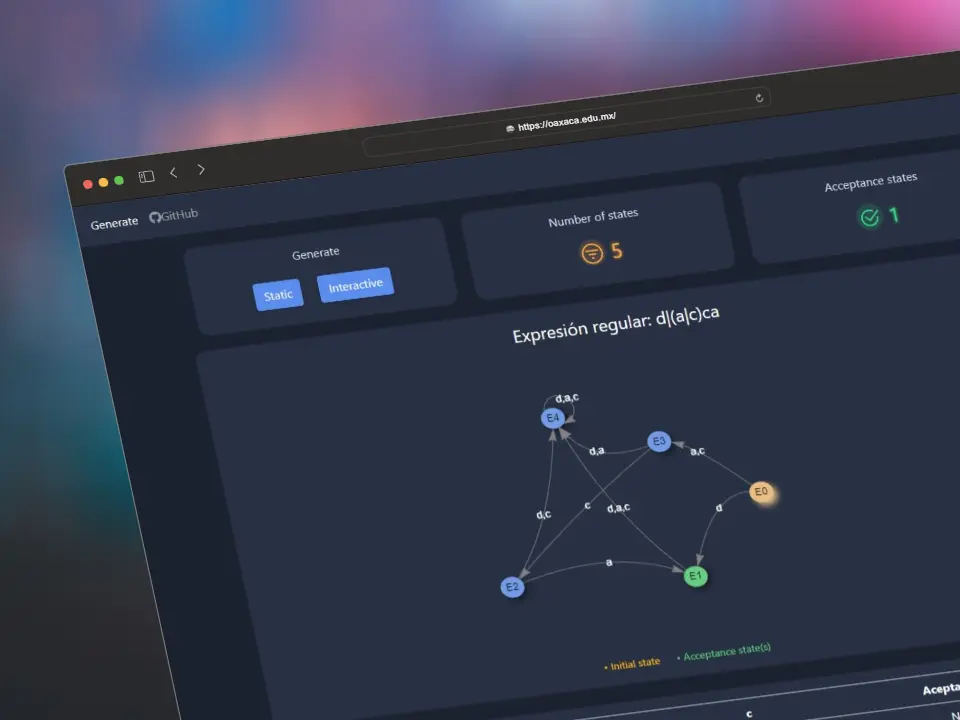 https://oaxaca.edu.mx/
Generate GitHub
Generate
Static Interactive
Number of states
5
Acceptance states
1
Expresión regular: d|(a|c)ca
d,a,c
E4
E3
d,a
a,c
E0
d,c
c
d,a,c
d
a
E2
E1
• Initial state • Acceptance state(s)
c